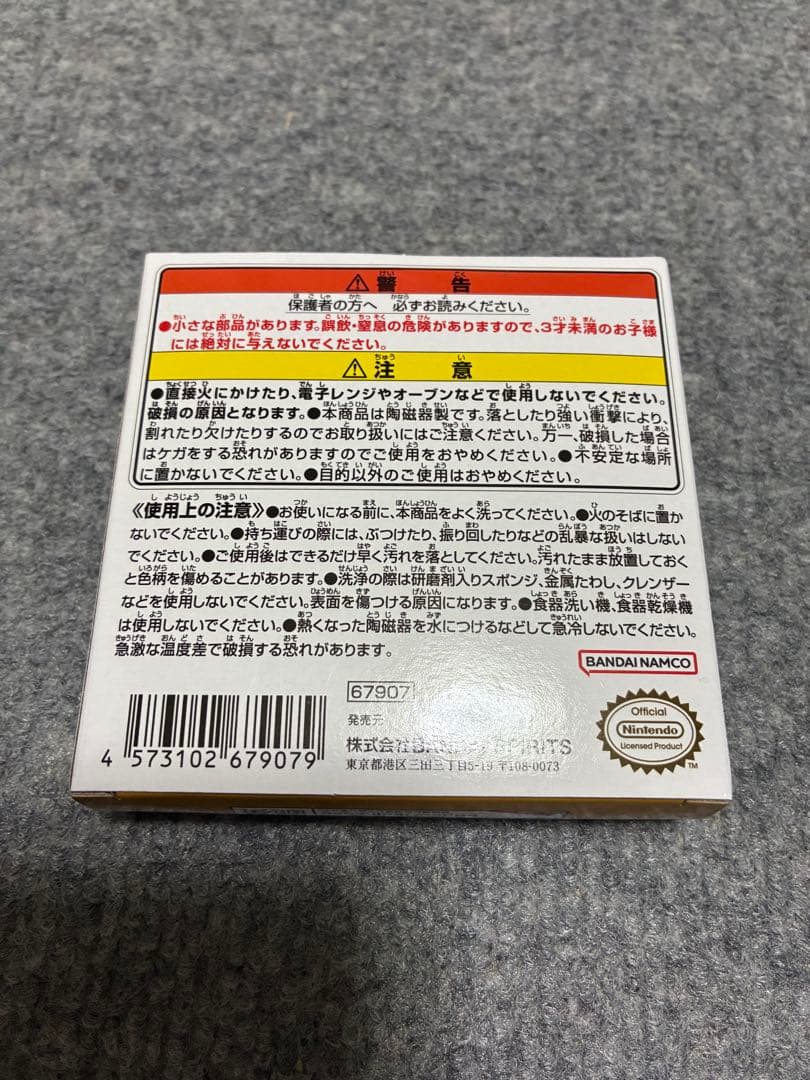 ⚠警告
保護者の方へ 必ずお読みください。
●小さな部品があります。誤飲・窒息の危険がありますので、3才未満のお子様
には絶対に与えないでください。
⚠注意
●直接火にかけたり、電子レンジやオーブンなどで使用しないでください。
破損の原因となります。●本商品は陶磁器製です。落としたり強い衝撃により、
割れたり欠けたりするのでお取り扱いにはご注意ください。万一、破損した場合
はケガをする恐れがありますのでご使用をおやめください。●不安定な場所
に置かないでください。●目的以外のご使用はおやめください。
《使用上の注意》●お使いになる前に、本商品をよく洗ってください。●火のそばに置か
ないでください。●持ち運びの際には、ぶつけたり、振り回したりなどの乱暴な扱いはしない
でください。●ご使用後はできるだけ早く汚れを落としてください。汚れたまま放置しておく
と色柄を傷めることがあります。●洗浄の際は研磨剤入りスポンジ、金属たわし、クレンザー
などを使用しないでください。表面を傷つける原因になります。●食器洗い機、食器乾燥機
は使用しないでください。●熱くなった陶磁器を水につけるなどして急冷しないでください。
急激な温度差で破損する恐れがあります。
BANDAI NAMCO
67907
発売元
株式会社BANDAI SPIRITS
東京都港区三田三丁目5-19 〒108-0073
4 573102 679079
Official
Nintendo
Licensed Product
TM